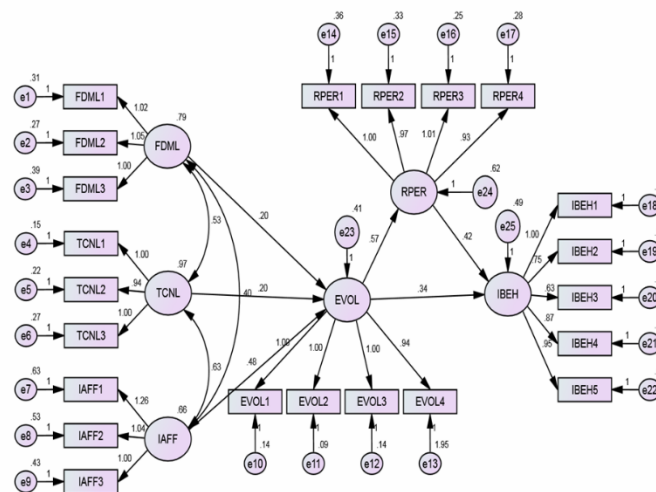 .36 .33 .25 .28
e14 e15 e16 e17
1 1 1 1
.31
e1 1 FDML1
RPER1 RPER2 RPER3 RPER4
1.02 .79
.27
e2 1 FDML2 1.05 FDML
1.00 .97 1.01 .93
.39
e3 1 FDML3 1.00
RPER 1 .62 e24
.49 e25
.15
e4 1 TCNL1
.53 .20 .41 e23 1
.57 .42 1
IBEH1 1 e18
1.00
.22
e5 1 TCNL2 1.00 .94 .97 TCNL
.40 .20 EVOL .34 IBEH
.75 IBEH2 1 e19
.63 IBEH3 1 e20
.27
e6 1 TCNL3 1.00
.87 IBEH4 1 e21
.63
e7 1 IAFF1
.63 .48 1.00 1.00 1.00 .94
.95 IBEH5 1 e22
1.26 .66
.53
e8 1 IAFF2 1.04 IAFF
EVOL1 EVOL2 EVOL3 EVOL4
.43
e9 1 IAFF3 1.00
1 1 1 1
.14 .09 .14 1.95
e10 e11 e12 e13